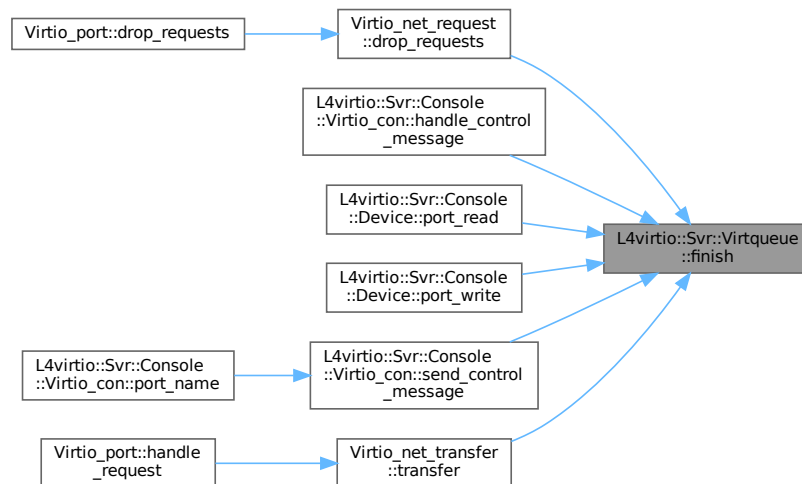 Virtio_port::drop_requests
Virtio_net_request
::drop_requests
L4virtio::Svr::Console
::Virtio_con::handle_control
_message
L4virtio::Svr::Console
::Device::port_read
L4virtio::Svr::Virtqueue
::finish
L4virtio::Svr::Console
::Device::port_write
L4virtio::Svr::Console
::Virtio_con::port_name
L4virtio::Svr::Console
::Virtio_con::send_control
_message
Virtio_port::handle
_request
Virtio_net_transfer
::transfer